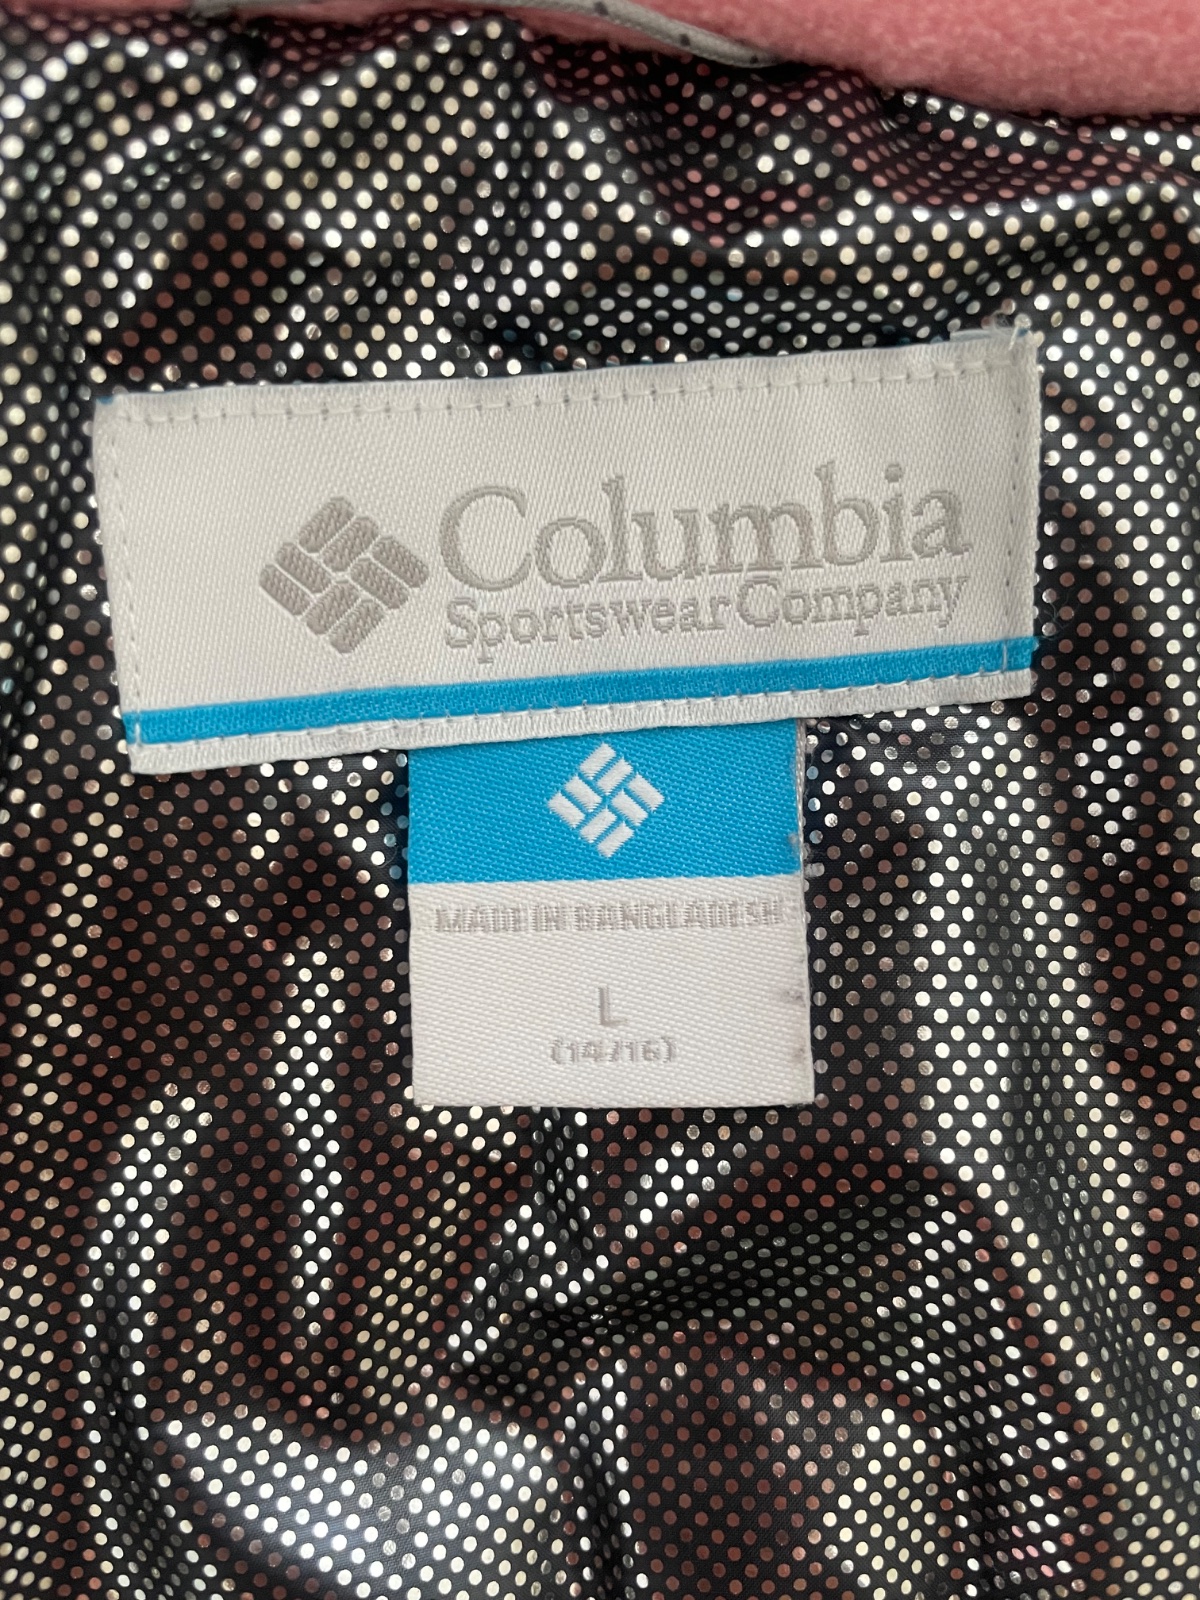 Columbia
Sportswear Company
MADE IN BANGLADESH
L
(14/16)